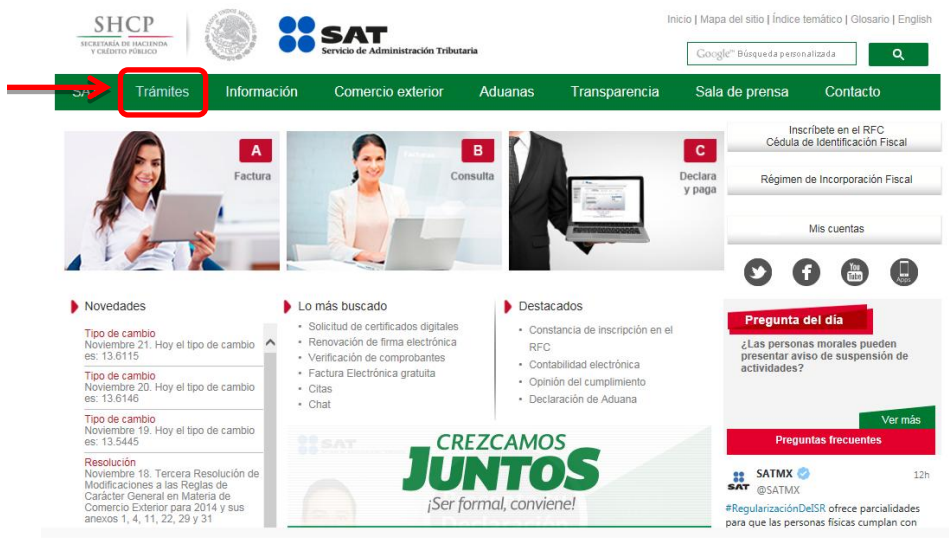 SHCP
SECRETARÍA DE HACIENDA
Y CRÉDITO PÚBLICO
SAT
Servicio de Administración Tributaria
Inicio | Mapa del sitio | Índice temático | Glosario | English
Google™ Búsqueda personalizada
SA
Trámites
Información
Comercio exterior
Aduanas
Transparencia
Sala de prensa
Contacto
A
Factura
B
Consulta
C
Declara
y paga
Inscríbete en el RFC
Cédula de Identificación Fiscal
Régimen de Incorporación Fiscal
Mis cuentas
You
Tube
Apps
Novedades
Tipo de cambio
Noviembre 21. Hoy el tipo de cambio
es: 13.6115
Tipo de cambio
Noviembre 20. Hoy el tipo de cambio
es: 13.6146
Tipo de cambio
Noviembre 19. Hoy el tipo de cambio
es: 13.5445
Resolución
Noviembre 18. Tercera Resolución de
Modificaciones a las Reglas de
Carácter General en Materia de
Comercio Exterior para 2014 y sus
anexos 1, 4, 11, 22, 29 y 31
Lo más buscado
• Solicitud de certificados digitales
• Renovación de firma electrónica
• Verificación de comprobantes
• Factura Electrónica gratuita
• Citas
• Chat
Destacados
• Constancia de inscripción en el
RFC
• Contabilidad electrónica
• Opinión del cumplimiento
• Declaración de Aduana
SAT
CREZCAMOS
JUNTOS
¡Ser formal, conviene!
Declaración
Pregunta del día
¿Las personas morales pueden
presentar aviso de suspensión de
actividades?
Ver más
Preguntas frecuentes
SAT
SATMX
12h
@SATMX
#RegularizaciónDeISR ofrece parcialidades
para que las personas físicas cumplan con